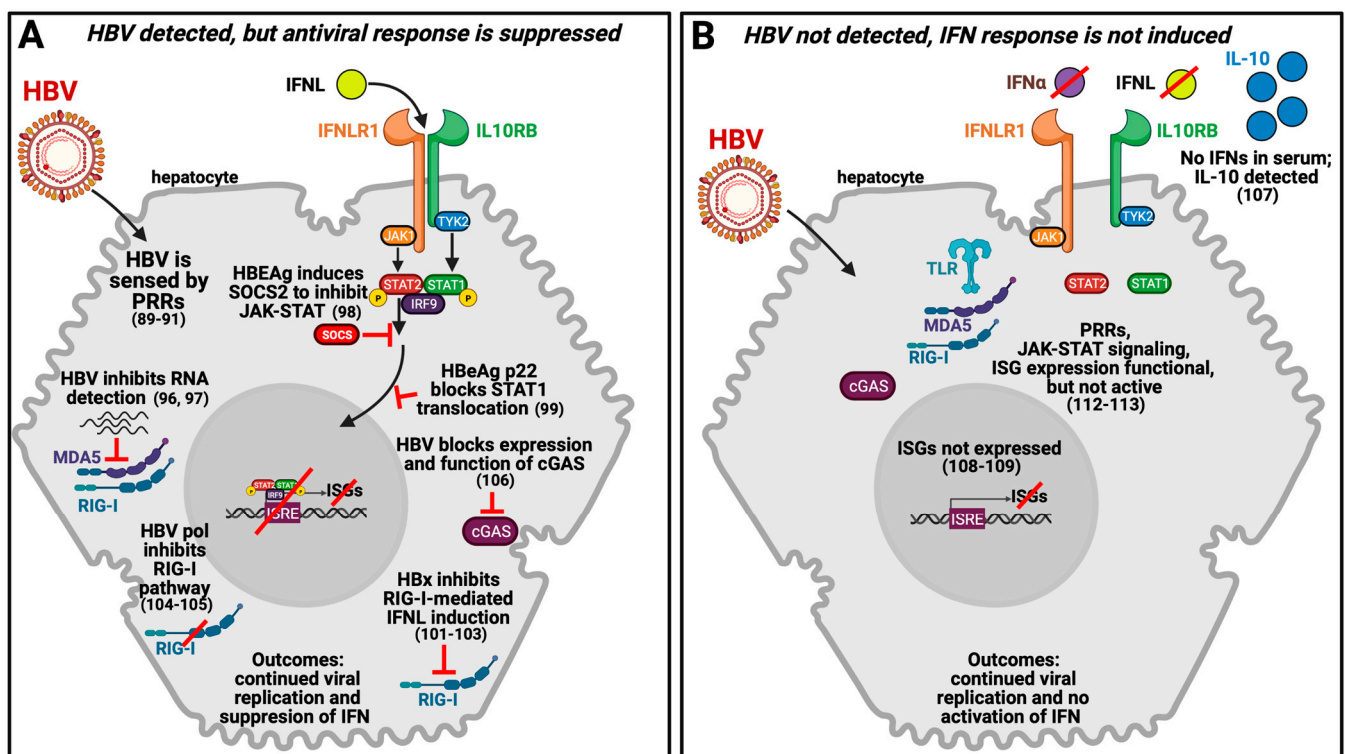 A
HBV detected, but antiviral response is suppressed
HBV
IFNL
IFNLR1
IL10RB
hepatocyte
JAK1
TYK2
HBV is
sensed by
PRRs
(89-91)
HBEAg induces
SOCS2 to inhibit
JAK-STAT (98)
STAT2
STAT1
P
IRF9
P
SOCS
HBeAg p22
blocks STAT1
translocation (99)
HBV inhibits RNA
detection (96, 97)
MDA5
RIG-I
HBV blocks expression
and function of cGAS
(106)
cGAS
STAT2
STAT1
P
IRF9
P
ISGs
ISRE
HBV pol
inhibits
RIG-I
pathway
(104-105)
RIG-I
HBx inhibits
RIG-I-mediated
IFNL induction
(101-103)
RIG-I
Outcomes:
continued viral
replication and
suppresion of IFN
B
HBV not detected, IFN response is not induced
HBV
IFNα
IFNL
IL-10
IFNLR1
IL10RB
No IFNs in serum;
IL-10 detected
(107)
hepatocyte
JAK1
TYK2
TLR
MDA5
RIG-I
cGAS
STAT2
STAT1
PRRs,
JAK-STAT signaling,
ISG expression functional,
but not active
(112-113)
ISGs not expressed
(108-109)
ISGs
ISRE
Outcomes:
continued viral
replication and no
activation of IFN